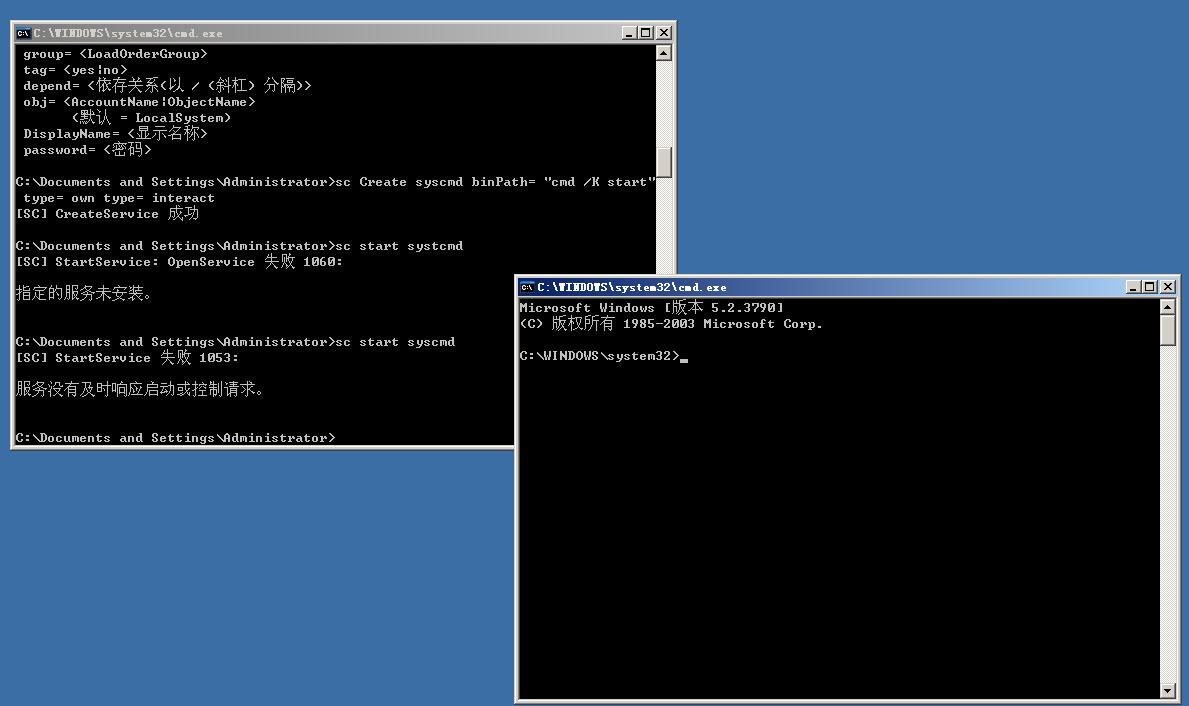 C:\WINDOWS\system32\cmd.exe
group= <LoadOrderGroup>
tag= <yes|no>
depend= <依存关系(以 / (斜杠) 分隔)>
obj= <AccountName|ObjectName>
(默认 = LocalSystem)
DisplayName= <显示名称>
password= <密码>
C:\Documents and Settings\Administrator>sc Create syscmd binPath= "cmd /K start"
type= own type= interact
[SC] CreateService 成功
C:\Documents and Settings\Administrator>sc start systcmd
[SC] StartService: OpenService 失败 1060:
指定的服务未安装。
C:\Documents and Settings\Administrator>sc start syscmd
[SC] StartService 失败 1053:
服务没有及时响应启动或控制请求。
C:\Documents and Settings\Administrator>
C:\WINDOWS\system32\cmd.exe
Microsoft Windows [版本 5.2.3790]
(C) 版权所有 1985-2003 Microsoft Corp.
C:\WINDOWS\system32>